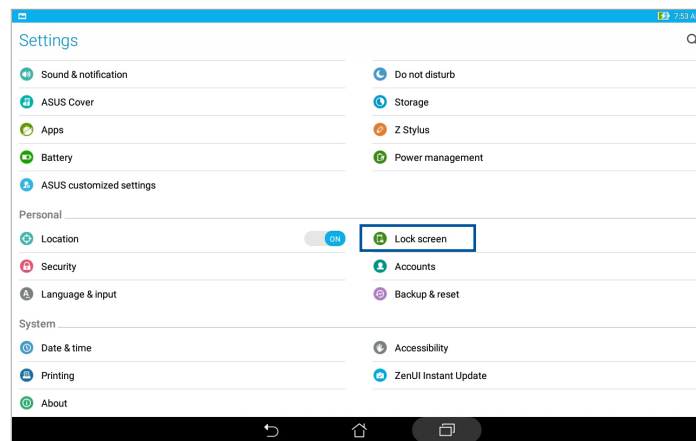 7:53 A
Settings
Sound & notification
Do not disturb
ASUS Cover
Storage
Apps
Z Stylus
Battery
Power management
ASUS customized settings
Personal
Location ON
Lock screen
Security
Accounts
A Language & input
Backup & reset
System
Date & time
Accessibility
Printing
ZenUI Instant Update
About